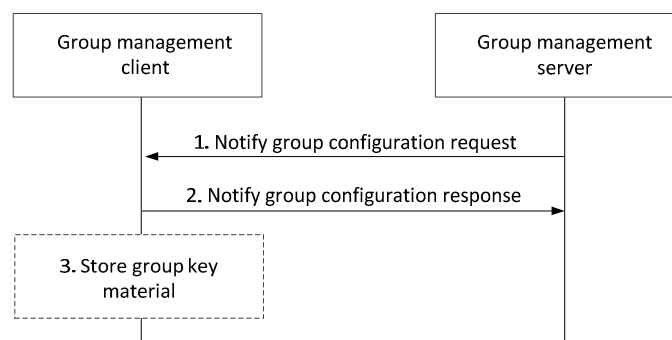 Group management
client
Group management
server
1. Notify group configuration request
2. Notify group configuration response
3. Store group key
material